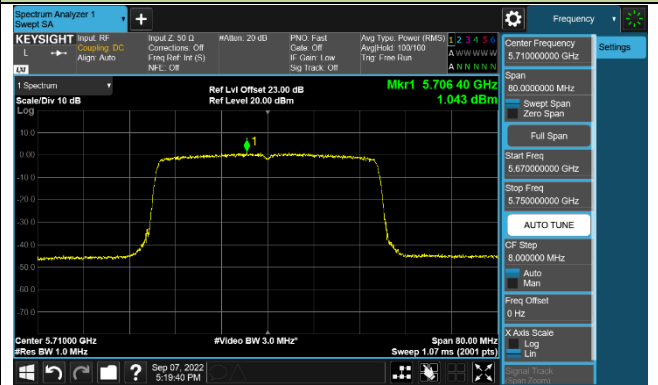 Spectrum Analyzer 1
Swept SA
+
Frequency
KEYSIGHT
L
LXI
Input: RF
Coupling: DC
Align: Auto
Input Z: 50 Ω
Corrections: Off
Freq Ref: Int (S)
NFE: Off
#Atten: 20 dB
PNO: Fast
Gate: Off
IF Gain: Low
Sig Track: Off
Avg Type: Power (RMS)
Avg|Hold: 100/100
Trig: Free Run
1 2 3 4 5 6
A W W W W W
A N N N N N
Center Frequency
5.710000000 GHz
Settings
Span
80.0000000 MHz
Swept Span
Zero Span
Full Span
Start Freq
5.670000000 GHz
Stop Freq
5.750000000 GHz
AUTO TUNE
CF Step
8.000000 MHz
Auto
Man
Freq Offset
0 Hz
X Axis Scale
Log
Lin
Signal Track
(Span Zoom)
1 Spectrum
Scale/Div 10 dB
Log
Ref Lvl Offset 23.00 dB
Ref Level 20.00 dBm
Mkr1 5.706 40 GHz
1.043 dBm
1
10.0
0.00
-10.0
-20.0
-30.0
-40.0
-50.0
-60.0
-70.0
Center 5.71000 GHz
#Res BW 1.0 MHz
#Video BW 3.0 MHz*
Span 80.00 MHz
Sweep 1.07 ms (2001 pts)
?
Sep 07, 2022
5:19:40 PM